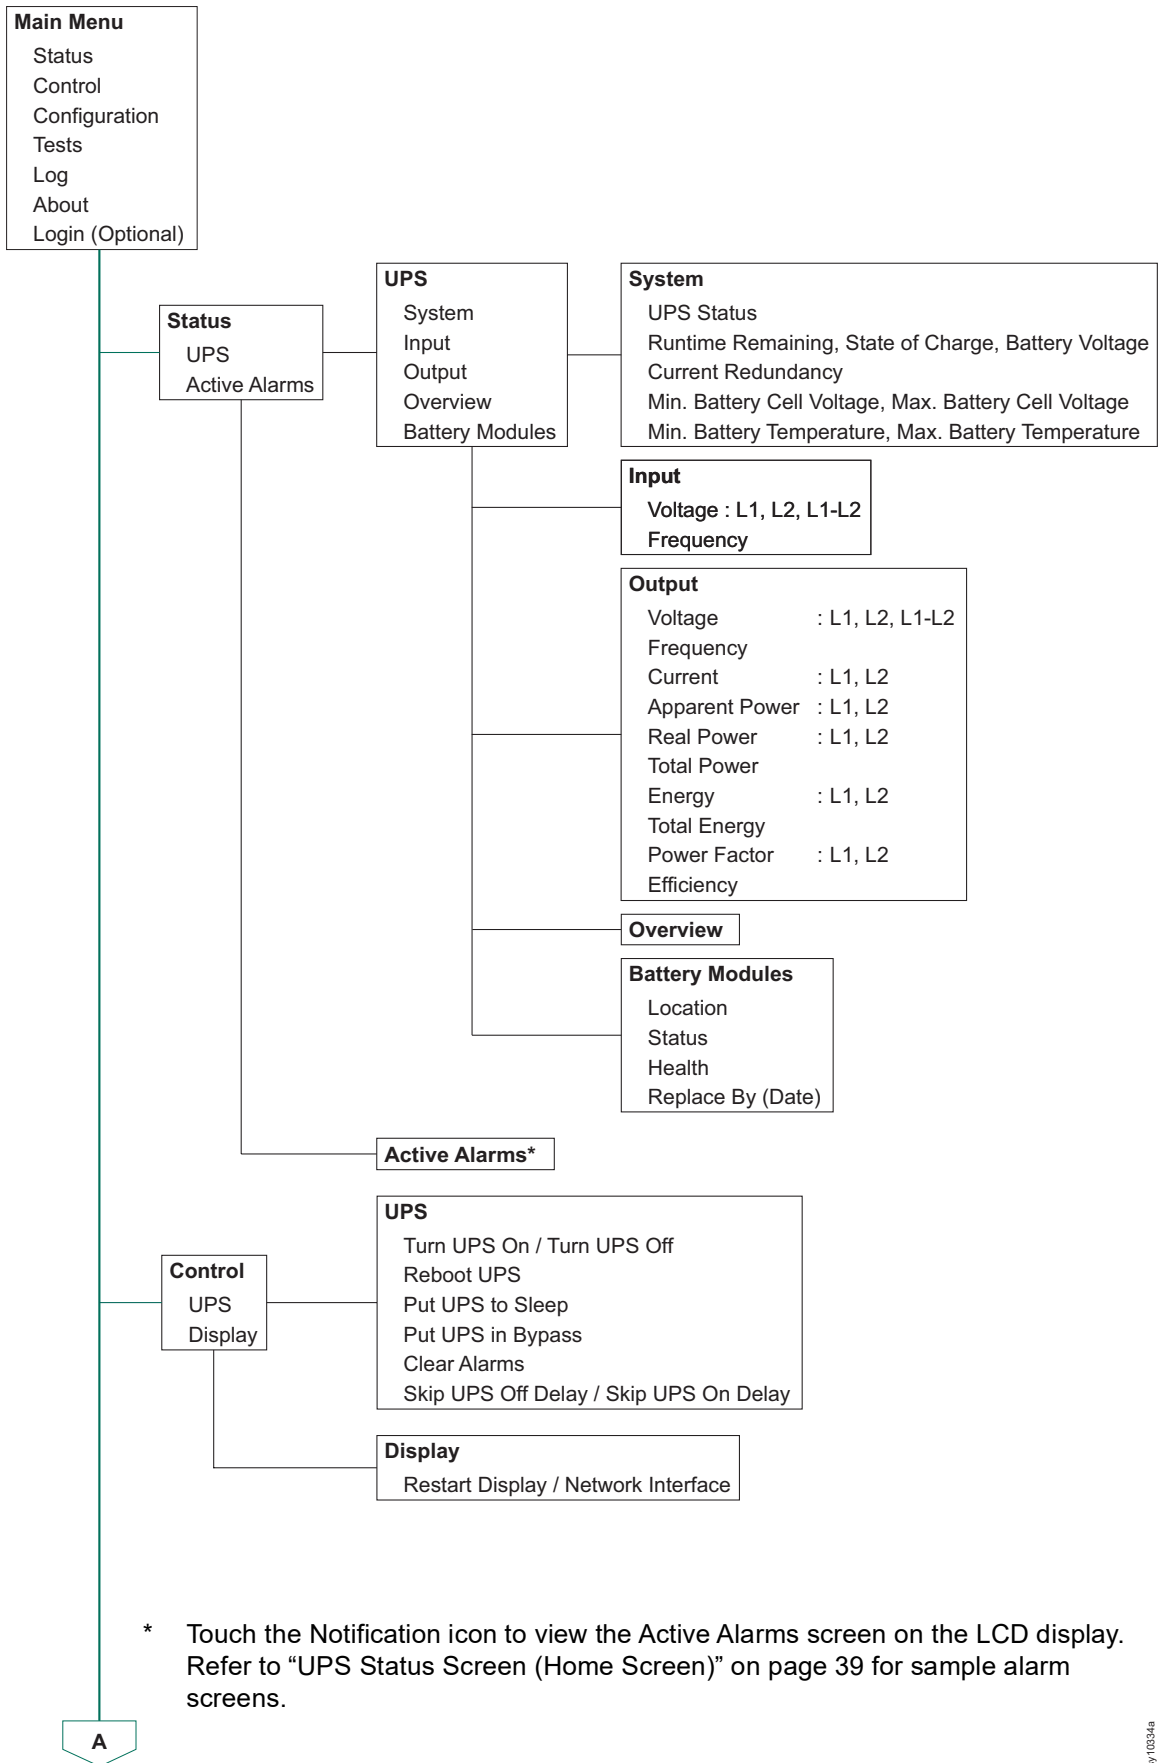 Main Menu
Status
Control
Configuration
Tests
Log
About
Login (Optional)
Status
UPS
Active Alarms
UPS
System
Input
Output
Overview
Battery Modules
System
UPS Status
Runtime Remaining, State of Charge, Battery Voltage
Current Redundancy
Min. Battery Cell Voltage, Max. Battery Cell Voltage
Min. Battery Temperature, Max. Battery Temperature
Input
Voltage : L1, L2, L1-L2
Frequency
Output
Voltage : L1, L2, L1-L2
Frequency
Current : L1, L2
Apparent Power : L1, L2
Real Power : L1, L2
Total Power
Energy : L1, L2
Total Energy
Power Factor : L1, L2
Efficiency
Overview
Battery Modules
Location
Status
Health
Replace By (Date)
Active Alarms*
Control
UPS
Display
UPS
Turn UPS On / Turn UPS Off
Reboot UPS
Put UPS to Sleep
Put UPS in Bypass
Clear Alarms
Skip UPS Off Delay / Skip UPS On Delay
Display
Restart Display / Network Interface
* Touch the Notification icon to view the Active Alarms screen on the LCD display.
Refer to “UPS Status Screen (Home Screen)” on page 39 for sample alarm
screens.
A